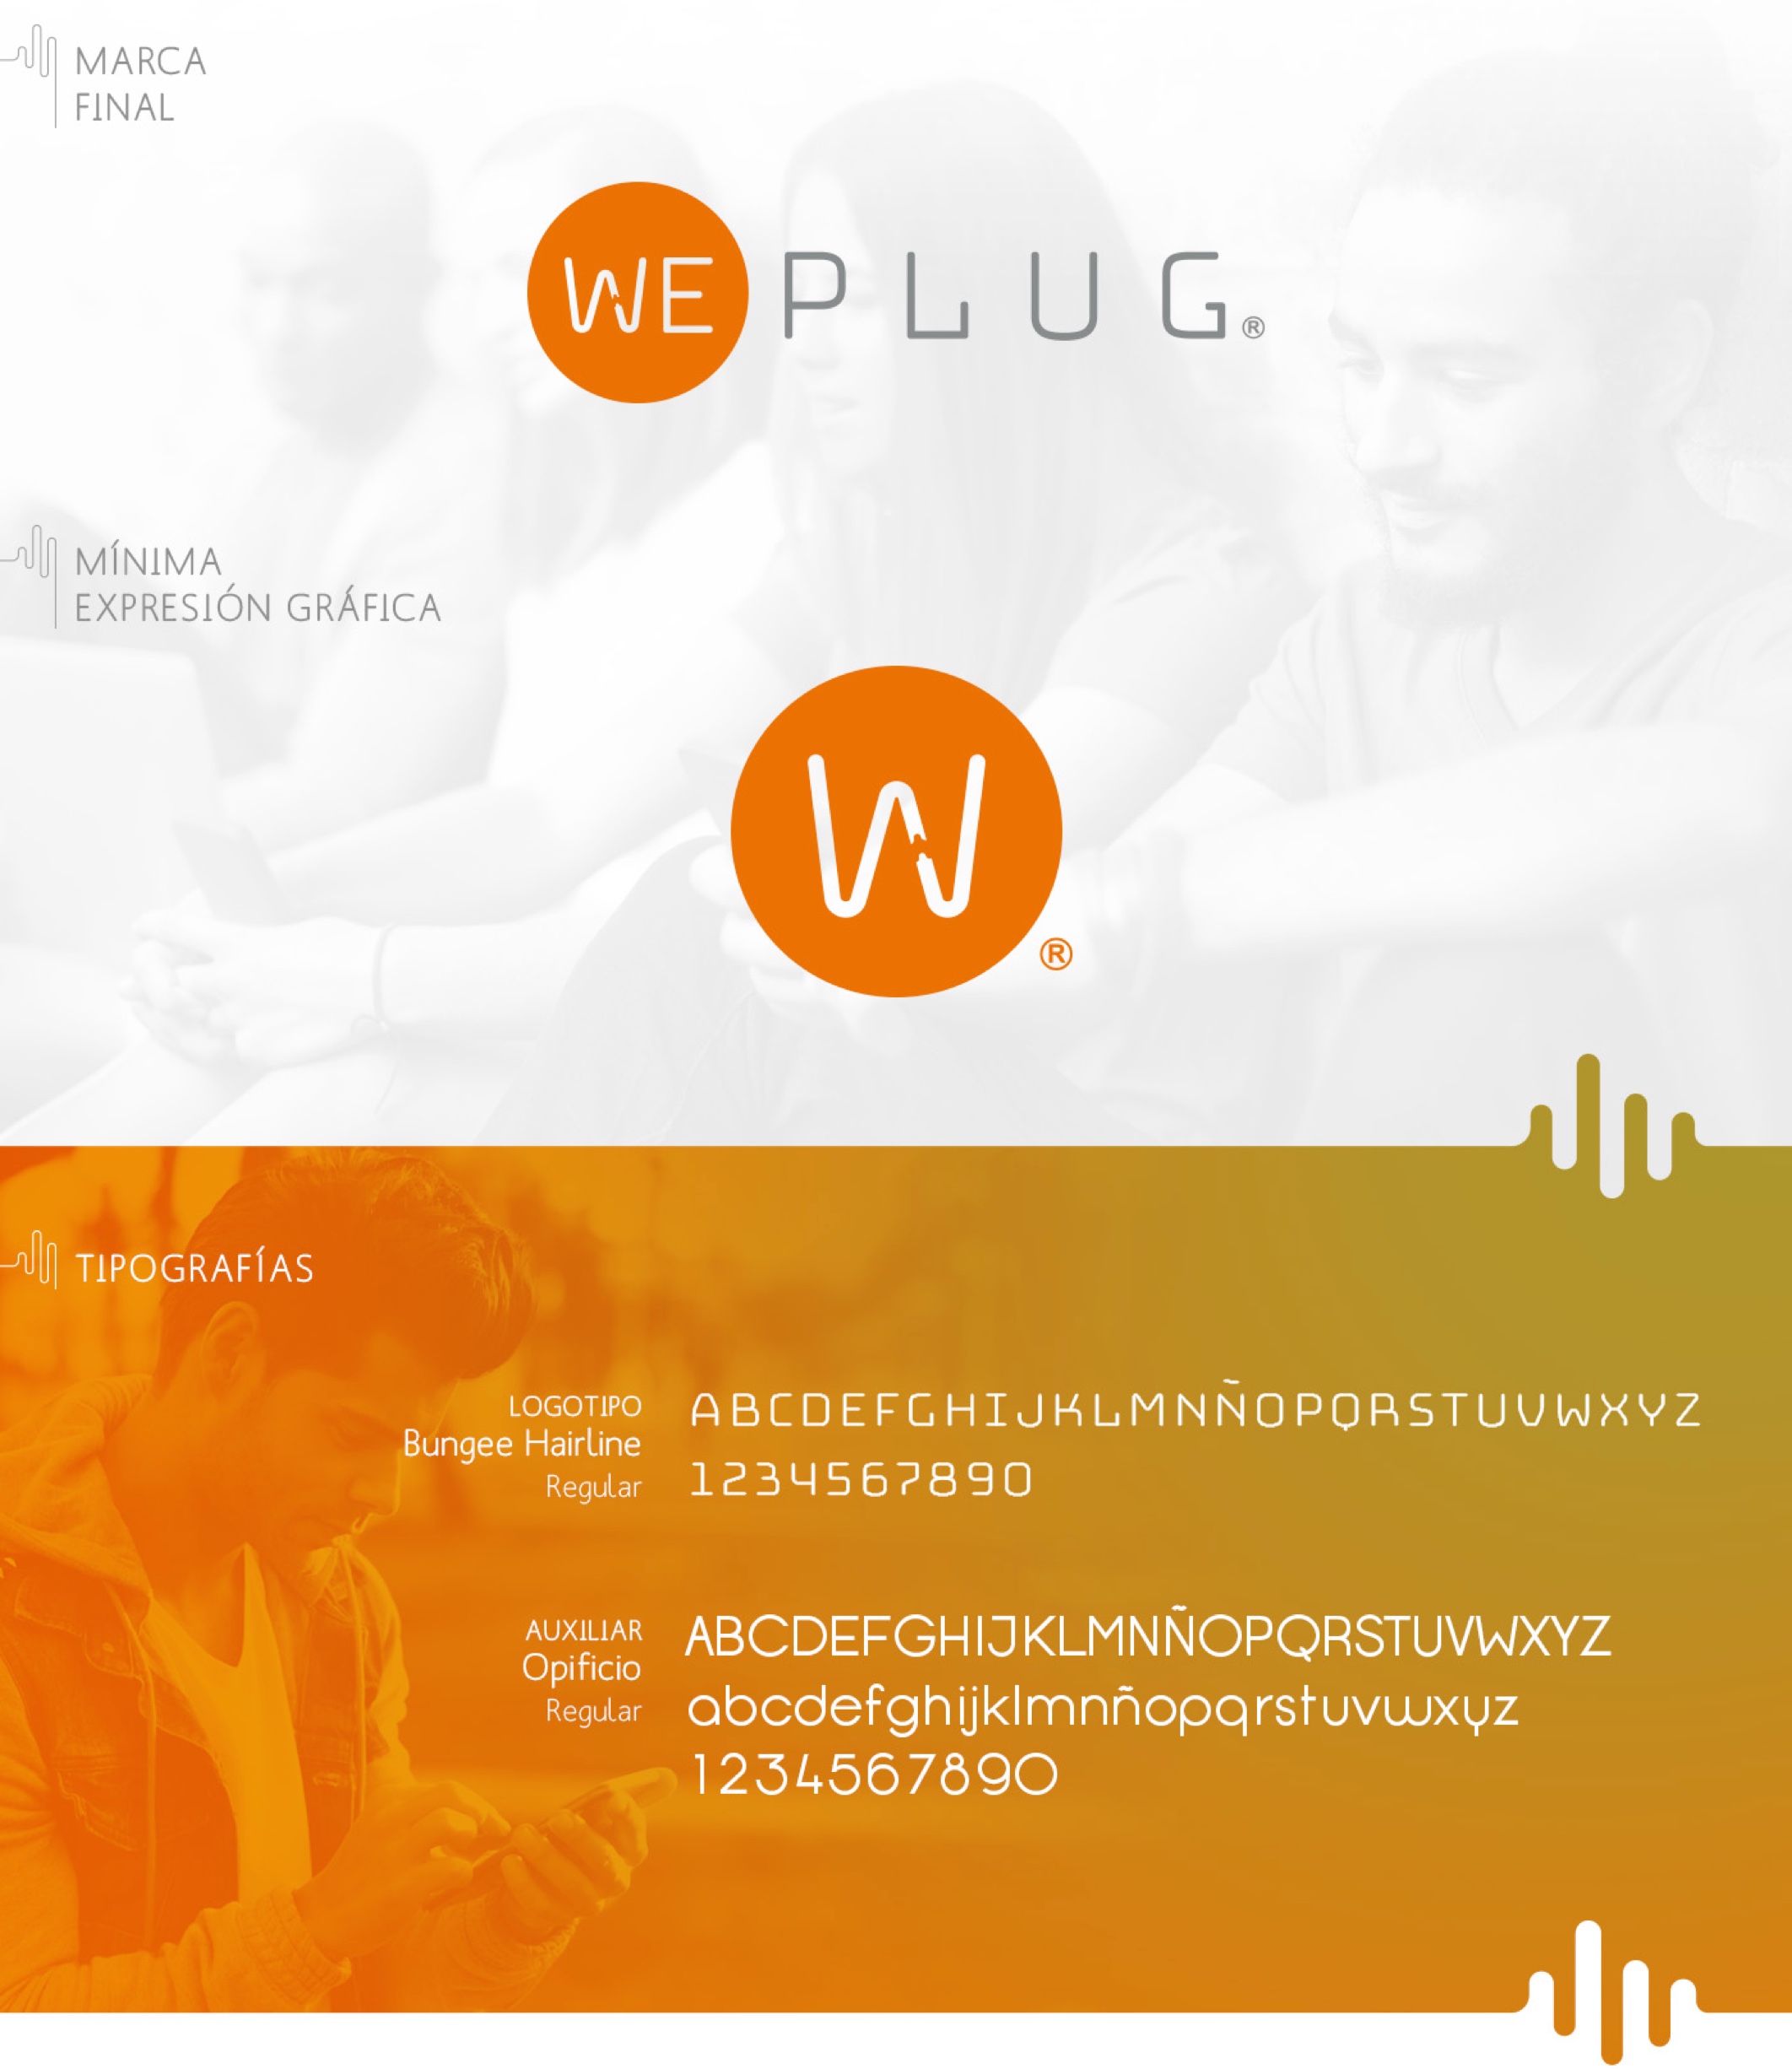 MARCA
FINAL
WE PLUG®
MÍNIMA
EXPRESIÓN GRÁFICA
W
®
TIPOGRAFÍAS
LOGOTIPO
Bungee Hairline
Regular
ABCDEFGHIJKLMNÑOPQRSTUVWXYZ
1234567890
AUXILIAR
Opificio
Regular
ABCDEFGHIJKLMNÑOPQRSTUVWXYZ
abcdefghijklmnñopqrstuvwxyz
1234567890